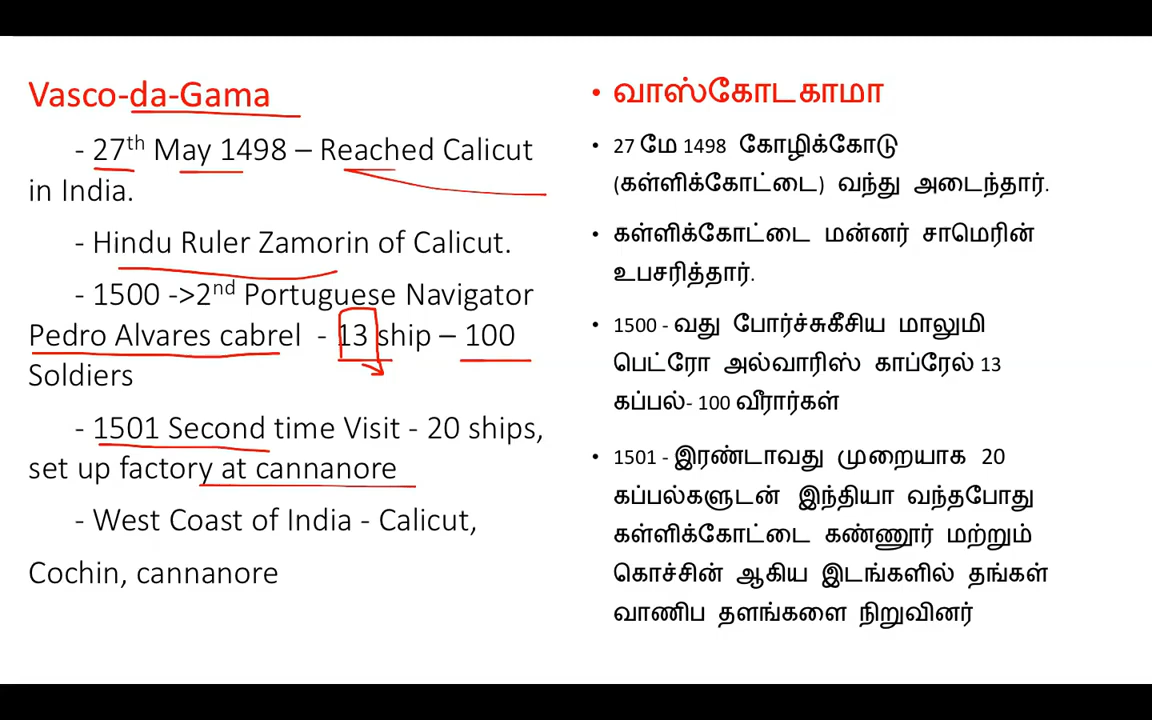 Vasco-da-Gama
- 27th May 1498 – Reached Calicut
in India.
- Hindu Ruler Zamorin of Calicut.
- 1500 ->2nd Portuguese Navigator
Pedro Alvares cabrel - 13 ship – 100
Soldiers
- 1501 Second time Visit - 20 ships,
set up factory at cannanore
- West Coast of India - Calicut,
Cochin, cannanore
• வாஸ்கோடகாமா
• 27 மே 1498 கோழிக்கோடு
(கள்ளிக்கோட்டை) வந்து அடைந்தார்.
• கள்ளிக்கோட்டை மன்னர் சாமெரின்
உபசரித்தார்.
• 1500 - வது போர்ச்சுகீசிய மாலுமி
பெட்ரோ அல்வாரிஸ் காப்ரேல் 13
கப்பல்- 100 வீரார்கள்
• 1501 - இரண்டாவது முறையாக 20
கப்பல்களுடன் இந்தியா வந்தபோது
கள்ளிக்கோட்டை கண்ணூர் மற்றும்
கொச்சின் ஆகிய இடங்களில் தங்கள்
வாணிப தளங்களை நிறுவினர்